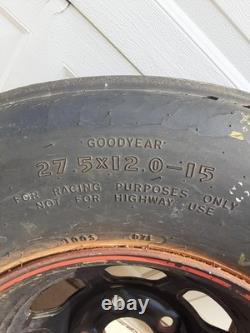 GOODYEAR
27.5X12.0-15
FOR RACING PURPOSES ONLY
NOT FOR HIGHWAY USE